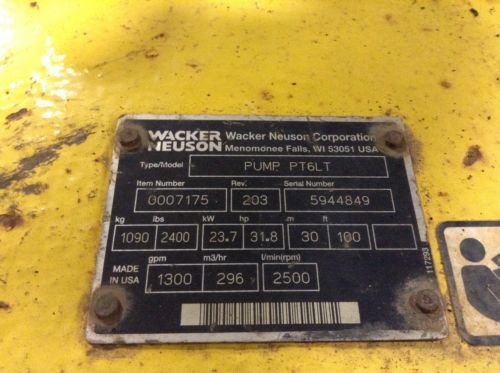 WACKER NEUSON
Wacker Neuson Corporation
Menomonee Falls, WI 53051 USA
Type/Model PUMP PT6LT
Item Number Rev. Serial Number
0007175 203 5944849
kg lbs kW hp m ft
1090 2400 23.7 31.8 30 100
gpm m3/hr l/min(rpm)
MADE IN USA 1300 296 2500
117293